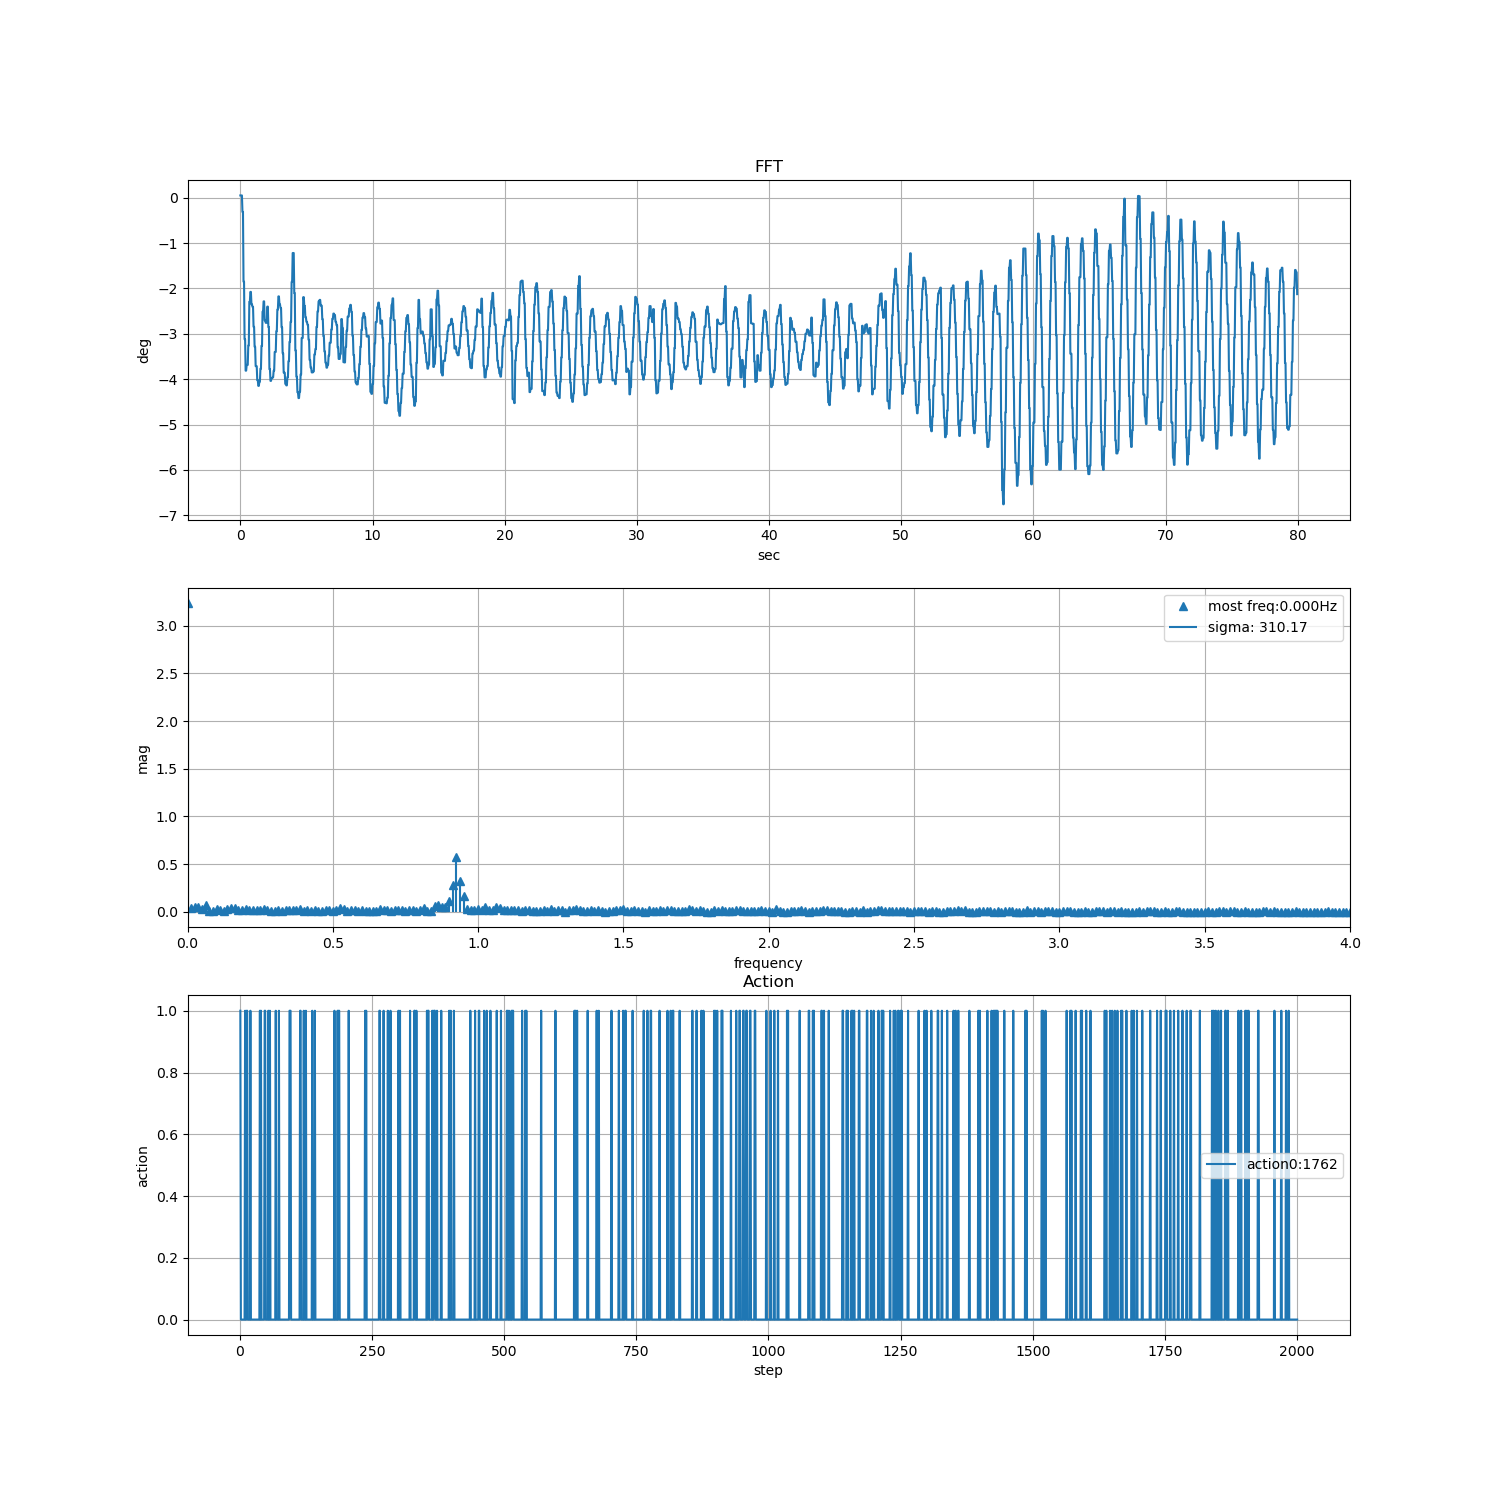 FFT
0
−1
−2
−3
−4
−5
−6
−7
deg
0 10 20 30 40 50 60 70 80
sec
most freq:0.000Hz
sigma: 310.17
3.0
2.5
2.0
1.5
1.0
0.5
0.0
mag
0.0 0.5 1.0 1.5 2.0 2.5 3.0 3.5 4.0
frequency
Action
1.0
0.8
0.6
0.4
0.2
0.0
action
action0:1762
0 250 500 750 1000 1250 1500 1750 2000
step